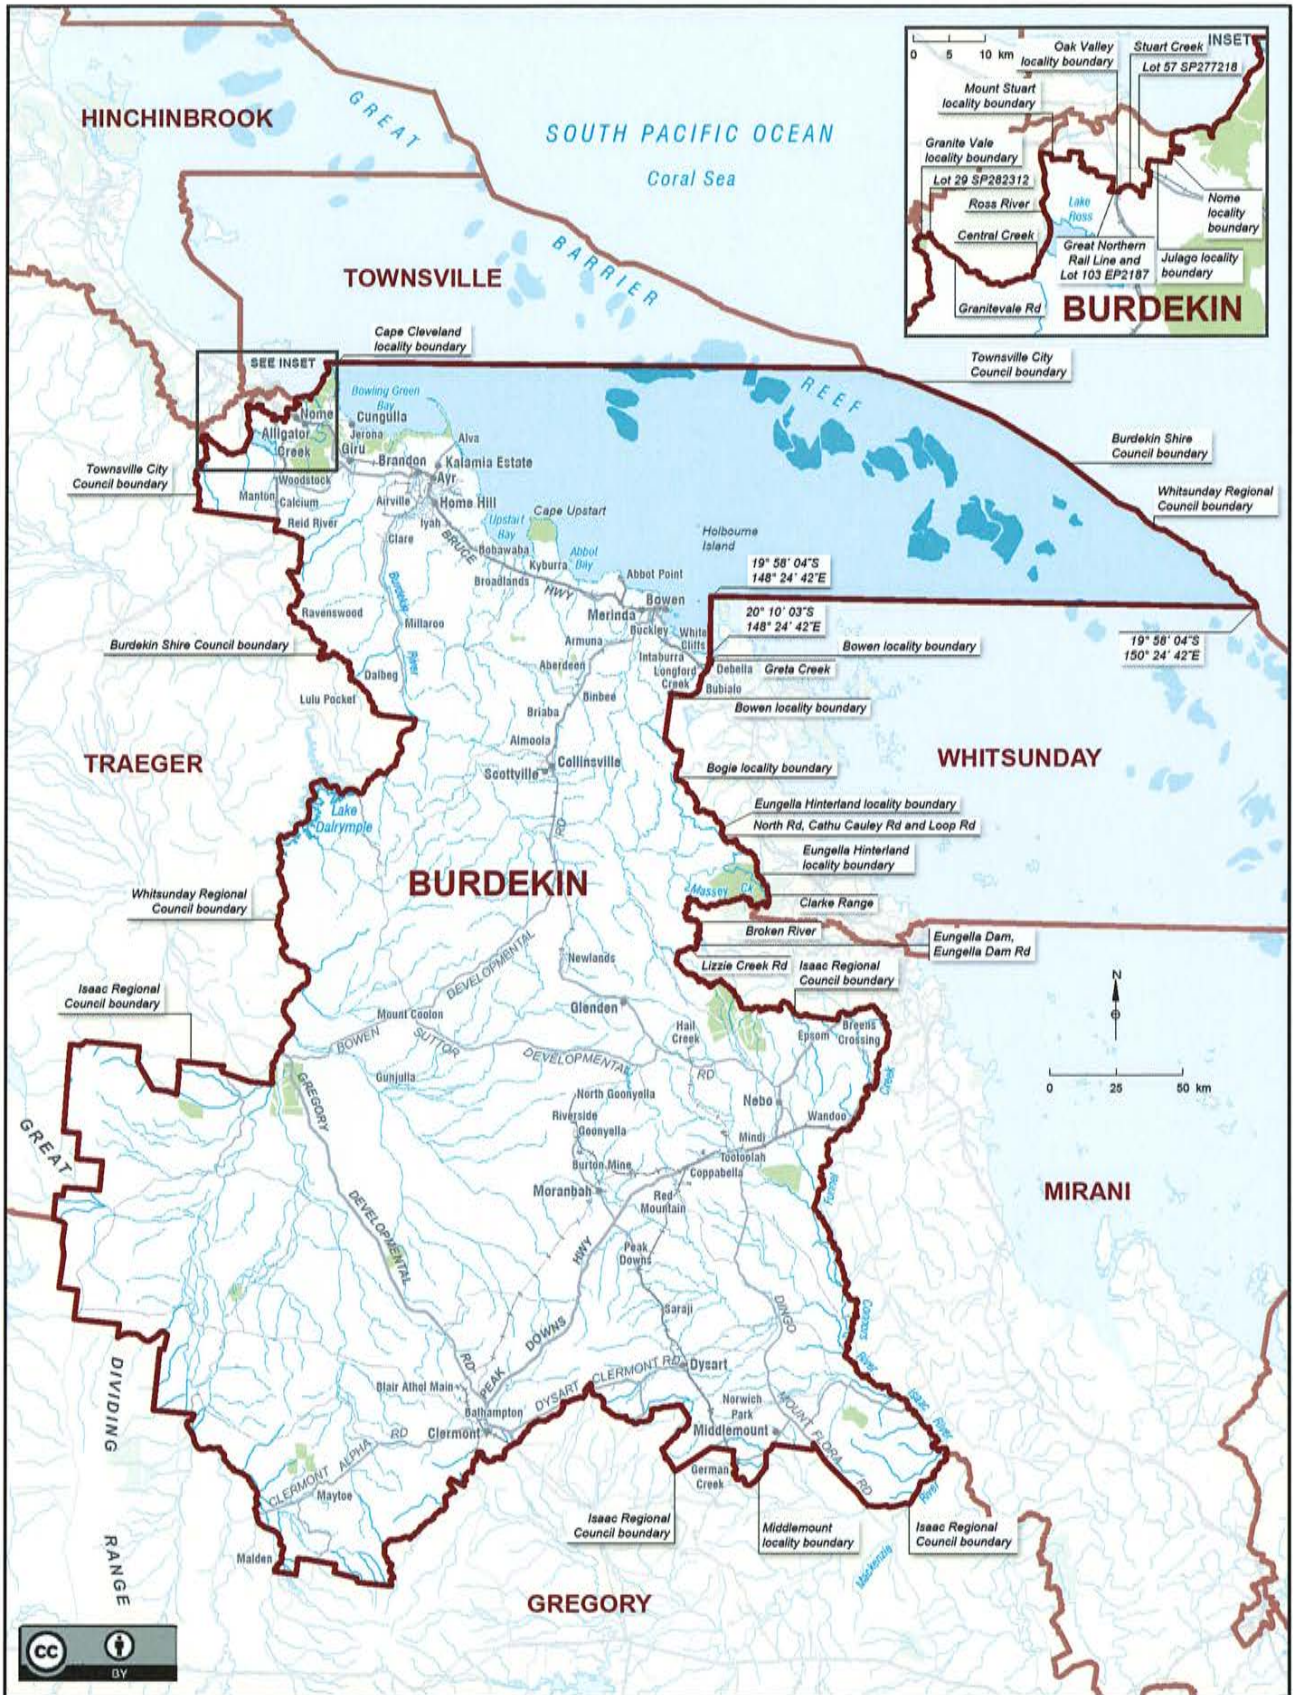 HINCHINBROOK
GREAT
BARRIER
REEF
SOUTH PACIFIC OCEAN
Coral Sea
TOWNSVILLE
INSET
0 5 10 km
Oak Valley
locality boundary
Stuart Creek
Lot 57 SP277218
Mount Stuart
locality boundary
Granite Vale
locality boundary
Lot 29 SP282312
Ross River
Central Creek
Lake
Ross
Nome
locality
boundary
Great Northern
Rail Line and
Lot 103 EP2187
Julago locality
boundary
Granitevale Rd
BURDEKIN
Cape Cleveland
locality boundary
SEE INSET
Townsville City
Council boundary
Bowling Green
Bay
Nome
Cungulla
Alligator
Creek
Jerona
Giru
Alva
Burdekin Shire
Council boundary
Townsville City
Council boundary
Brandon
Kalamia Estate
Ayr
Woodstock
Manton
Calcium
Airville
Home Hill
Whitsunday Regional
Council boundary
Reid River
Iyah
Upstart
Bay
Cape Upstart
Clare
BRUCE
HWY
Bobawaba
Abbot
Bay
Holbourne
Island
Kyburra
Broadlands
Abbot Point
19° 58' 04"S
148° 24' 42"E
Burdekin
River
Bowen
Merinda
Ravenswood
Millaroo
20° 10' 03"S
148° 24' 42"E
Buckley
White
Cliffs
Armuna
19° 58' 04"S
150° 24' 42"E
Burdekin Shire Council boundary
Bowen locality boundary
Intaburra
Aberdeen
Longford
Creek
Debella
Greta Creek
Dalbeg
Bubialo
Lulu Pocket
Binbee
Bowen locality boundary
Briaba
Almoola
TRAEGER
Collinsville
Scottville
Bogie locality boundary
WHITSUNDAY
Lake
Dalrymple
RD
Eungella Hinterland locality boundary
North Rd, Cathu Cauley Rd and Loop Rd
Eungella Hinterland
locality boundary
BURDEKIN
Massey Ck
Whitsunday Regional
Council boundary
Clarke Range
Broken River
Eungella Dam,
Eungella Dam Rd
DEVELOPMENTAL
Newlands
Lizzie Creek Rd
Isaac Regional
Council boundary
Isaac Regional
Council boundary
N
Glenden
Mount Coolon
Hail
Creek
Epsom
Breens
Crossing
BOWEN
SUTTOR
DEVELOPMENTAL
RD
0 25 50 km
Creek
Gunjulla
GREGORY
North Goonyella
Nebo
Riverside
Wandoo
Goonyella
Mindi
GREAT
Tootoolah
Burton Mine
Coppabella
Funnel
Moranbah
MIRANI
Red
Mountain
DEVELOPMENTAL
HWY
Peak
Downs
DINGO
Saraji
Connors
River
DOWNS
RD
PEAK
DIVIDING
CLERMONT RD
Dysart
Blair Athol Main
DYSART
Isaac
River
Norwich
Park
MOUNT
FLORA
RD
Balhampton
Clermont
Middlemount
CLERMONT ALPHA RD
German
Creek
River
Maytoe
Isaac Regional
Council boundary
Middlemount
locality boundary
Isaac Regional
Council boundary
RANGE
Malden
Mackenzie
GREGORY
cc
BY